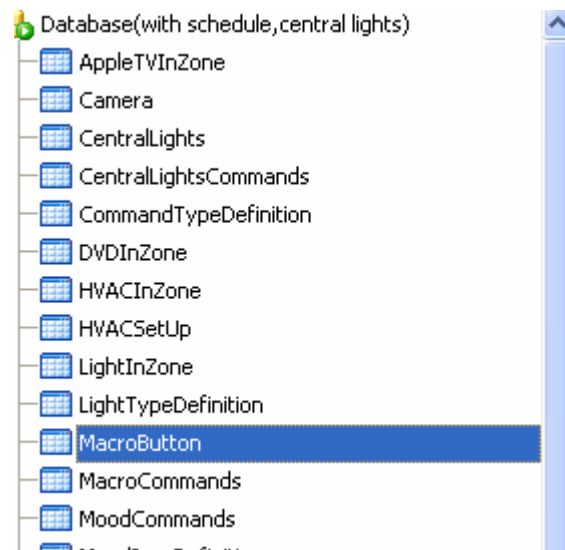 Database(with schedule,central lights)
AppleTVInZone
Camera
CentralLights
CentralLightsCommands
CommandTypeDefinition
DVDInZone
HVACInZone
HVACSetUp
LightInZone
LightTypeDefinition
MacroButton
MacroCommands
MoodCommands